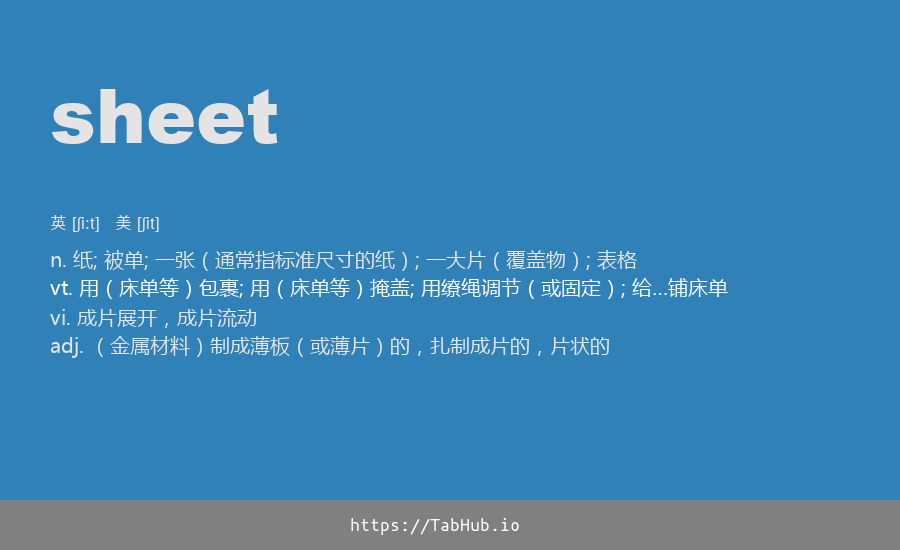 sheet
英 [ʃiːt] 美 [ʃit]
n. 纸; 被单; 一张（通常指标准尺寸的纸）; 一大片（覆盖物）; 表格
vt. 用（床单等）包裹; 用（床单等）掩盖; 用缭绳调节（或固定）; 给...铺床单
vi. 成片展开，成片流动
adj. （金属材料）制成薄板（或薄片）的，扎制成片的，片状的
https://TabHub.io